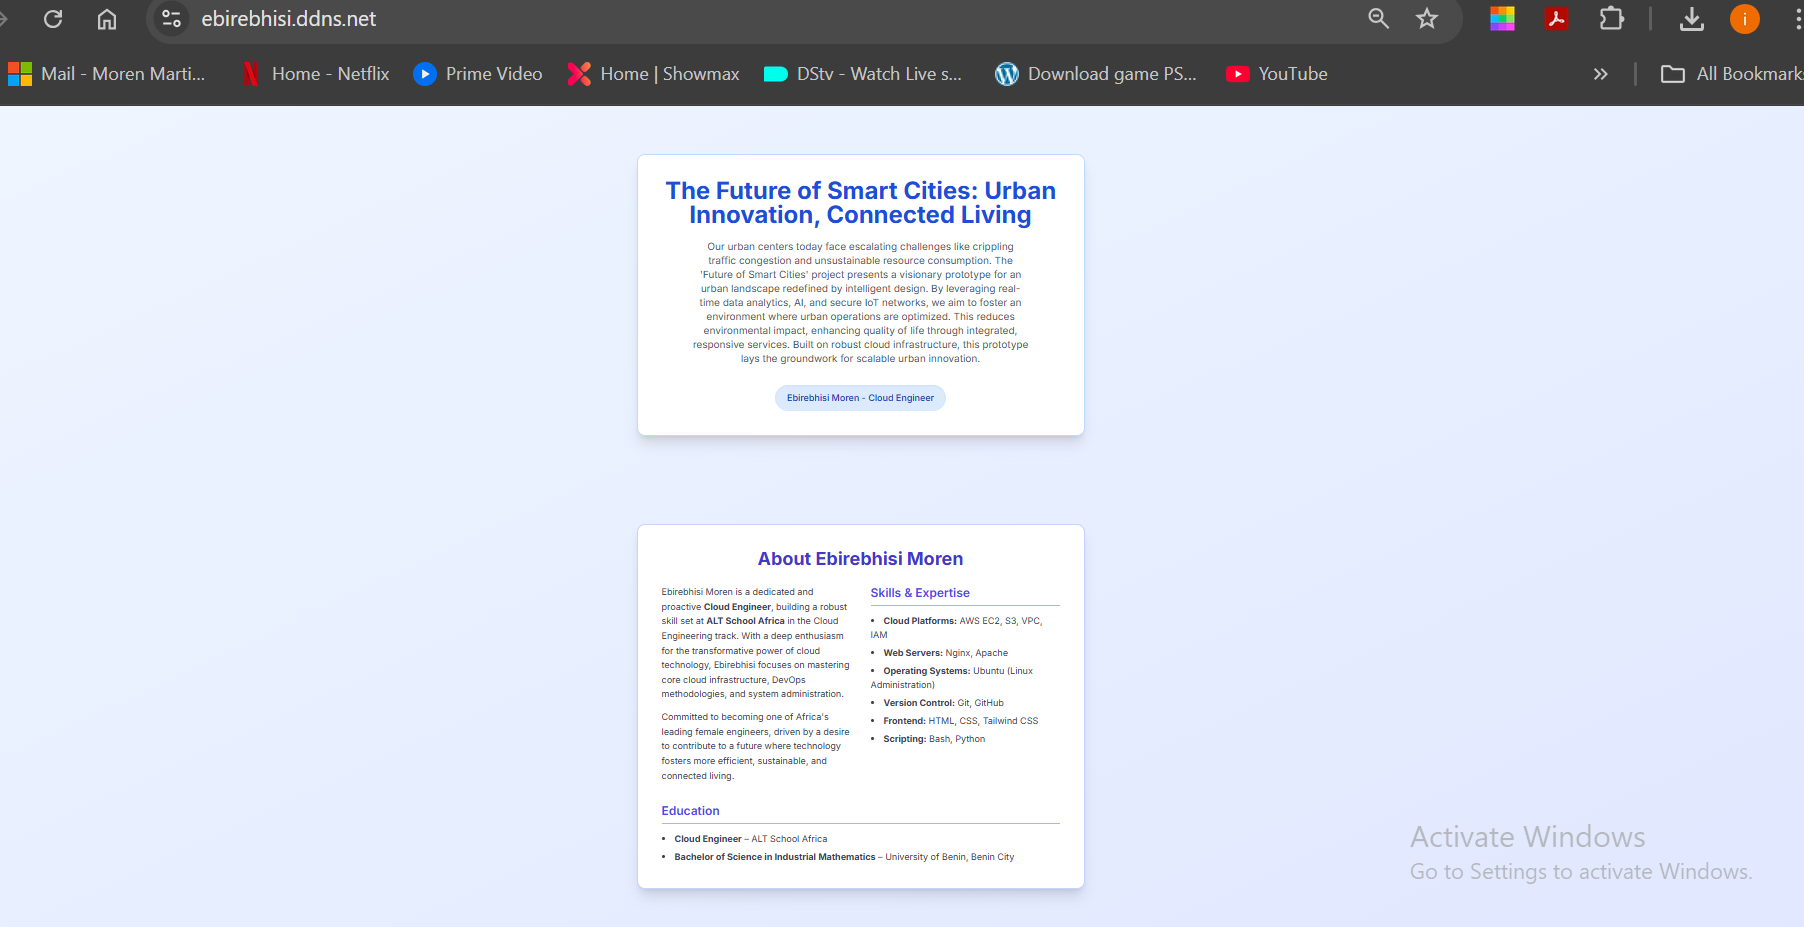 ebirebhisi.ddns.net
i
Mail - Moren Marti...
Home - Netflix
Prime Video
Home | Showmax
DStv - Watch Live s...
Download game PS...
YouTube
All Bookmarks
The Future of Smart Cities: Urban
Innovation, Connected Living
Our urban centers today face escalating challenges like crippling
traffic congestion and unsustainable resource consumption. The
'Future of Smart Cities' project presents a visionary prototype for an
urban landscape redefined by intelligent design. By leveraging real-
time data analytics, AI, and secure IoT networks, we aim to foster an
environment where urban operations are optimized. This reduces
environmental impact, enhancing quality of life through integrated,
responsive services. Built on robust cloud infrastructure, this prototype
lays the groundwork for scalable urban innovation.
Ebirebhisi Moren - Cloud Engineer
About Ebirebhisi Moren
Ebirebhisi Moren is a dedicated and
proactive Cloud Engineer, building a robust
skill set at ALT School Africa in the Cloud
Engineering track. With a deep enthusiasm
for the transformative power of cloud
technology, Ebirebhisi focuses on mastering
core cloud infrastructure, DevOps
methodologies, and system administration.
Committed to becoming one of Africa's
leading female engineers, driven by a desire
to contribute to a future where technology
fosters more efficient, sustainable, and
connected living.
Skills & Expertise
• Cloud Platforms: AWS EC2, S3, VPC,
IAM
• Web Servers: Nginx, Apache
• Operating Systems: Ubuntu (Linux
Administration)
• Version Control: Git, GitHub
• Frontend: HTML, CSS, Tailwind CSS
• Scripting: Bash, Python
Education
• Cloud Engineer – ALT School Africa
• Bachelor of Science in Industrial Mathematics – University of Benin, Benin City
Activate Windows
Go to Settings to activate Windows.